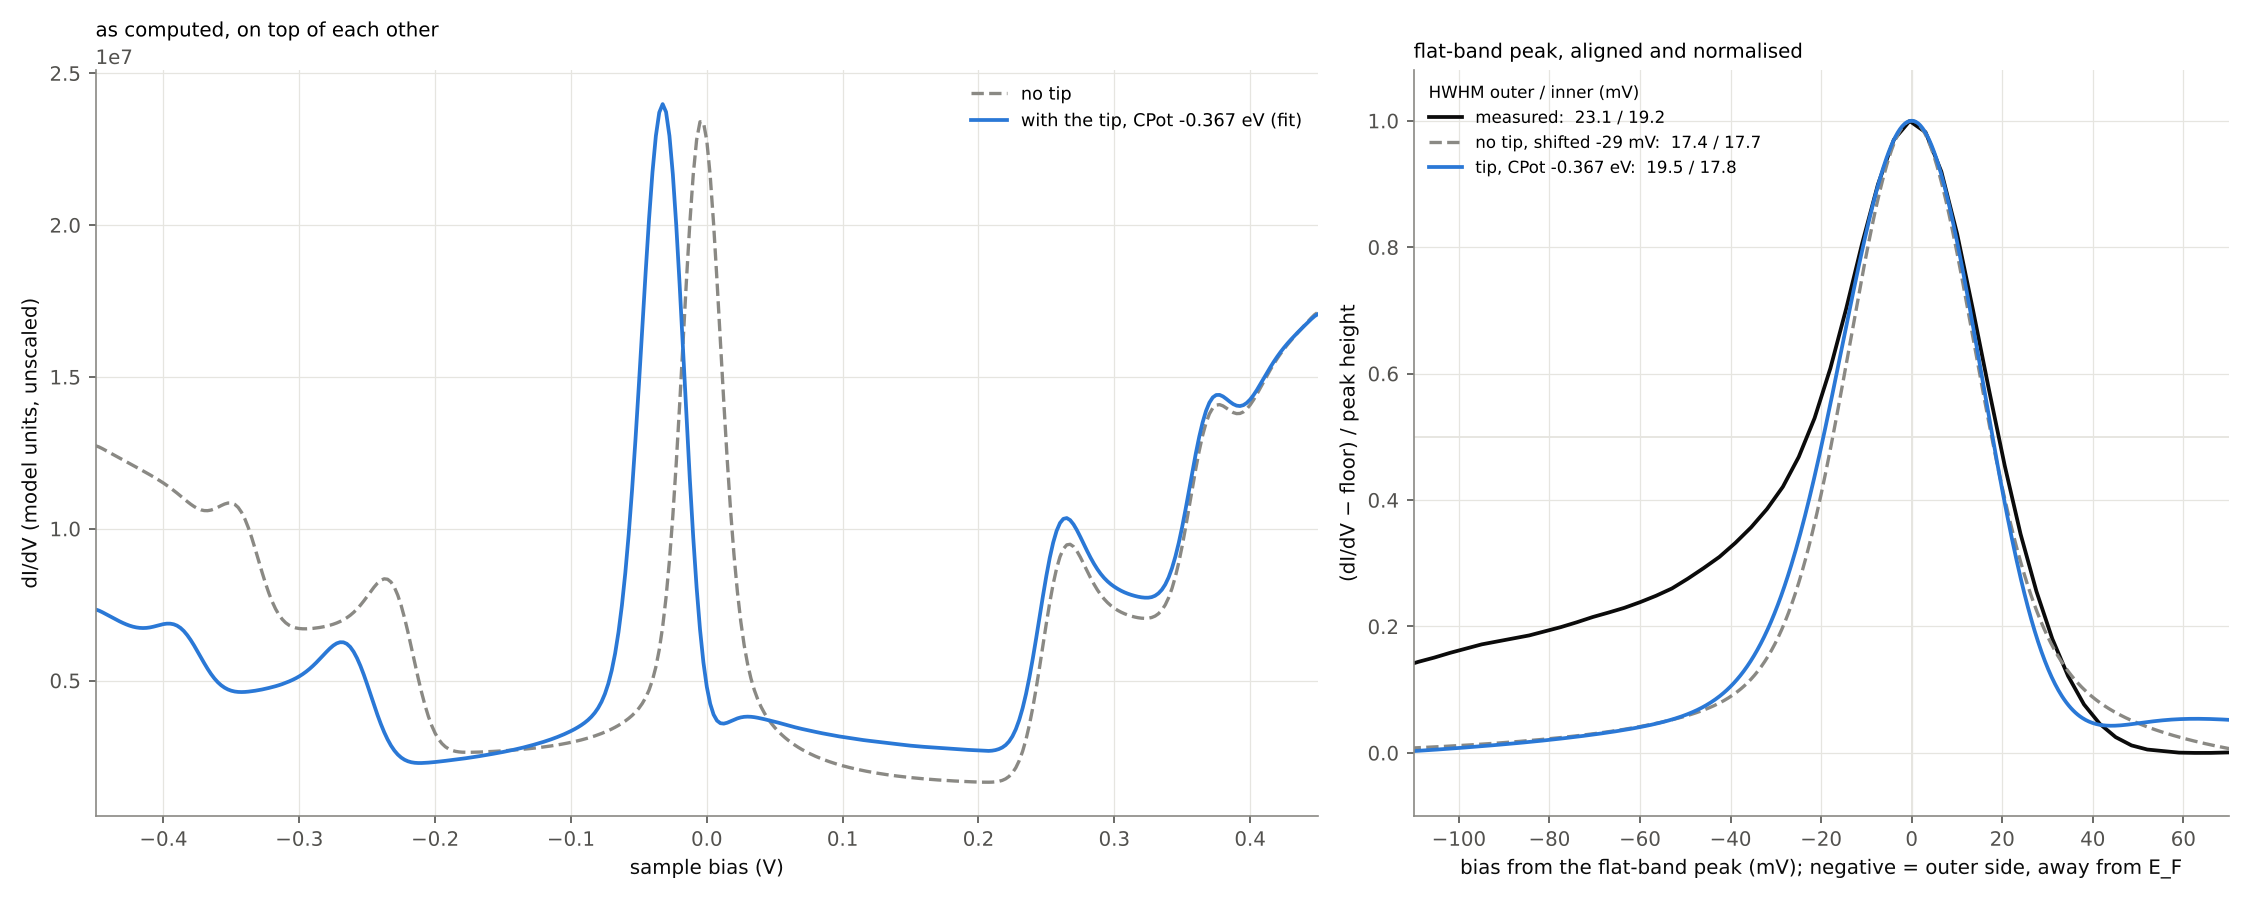 as computed, on top of each other
1e7
2.5
2.0
1.5
1.0
0.5
dI/dV (model units, unscaled)
no tip
with the tip, CPot -0.367 eV (fit)
−0.4 −0.3 −0.2 −0.1 0.0 0.1 0.2 0.3 0.4
sample bias (V)
flat-band peak, aligned and normalised
HWHM outer / inner (mV)
measured:  23.1 / 19.2
no tip, shifted -29 mV:  17.4 / 17.7
tip, CPot -0.367 eV:  19.5 / 17.8
1.0
0.8
0.6
0.4
0.2
0.0
(dI/dV − floor) / peak height
−100 −80 −60 −40 −20 0 20 40 60
bias from the flat-band peak (mV); negative = outer side, away from E_F